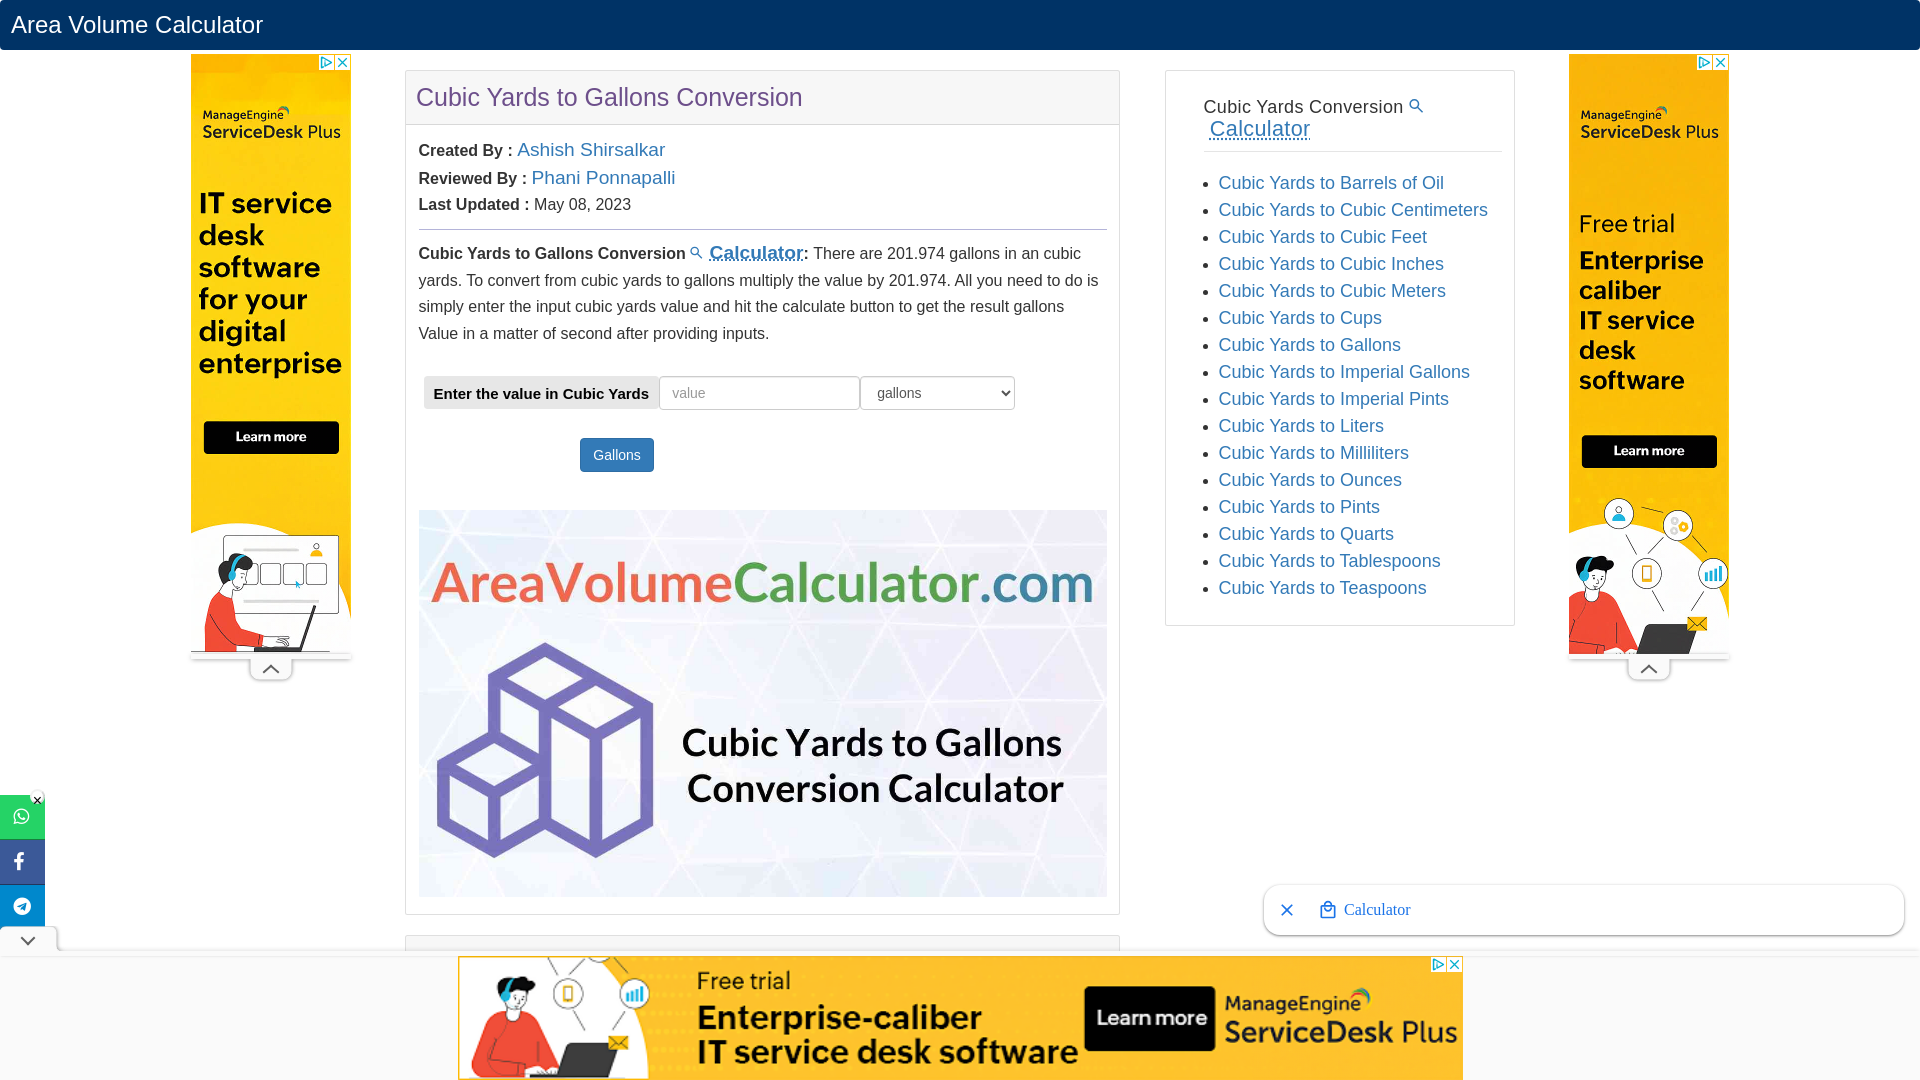 Area Volume Calculator
ManageEngine
ServiceDesk Plus
IT service
desk
software
for your
digital
enterprise
Learn more
Cubic Yards to Gallons Conversion
Created By : Ashish Shirsalkar
Reviewed By : Phani Ponnapalli
Last Updated : May 08, 2023
Cubic Yards to Gallons Conversion Calculator: There are 201.974 gallons in an cubic
yards. To convert from cubic yards to gallons multiply the value by 201.974. All you need to do is
simply enter the input cubic yards value and hit the calculate button to get the result gallons
Value in a matter of second after providing inputs.
Enter the value in Cubic Yards value gallons
Gallons
AreaVolumeCalculator.com
Cubic Yards to Gallons
Conversion Calculator
Cubic Yards Conversion
Calculator
Cubic Yards to Barrels of Oil
Cubic Yards to Cubic Centimeters
Cubic Yards to Cubic Feet
Cubic Yards to Cubic Inches
Cubic Yards to Cubic Meters
Cubic Yards to Cups
Cubic Yards to Gallons
Cubic Yards to Imperial Gallons
Cubic Yards to Imperial Pints
Cubic Yards to Liters
Cubic Yards to Milliliters
Cubic Yards to Ounces
Cubic Yards to Pints
Cubic Yards to Quarts
Cubic Yards to Tablespoons
Cubic Yards to Teaspoons
ManageEngine
ServiceDesk Plus
Free trial
Enterprise
caliber
IT service
desk
software
Learn more
Calculator
Free trial
Enterprise-caliber
IT service desk software
Learn more
ManageEngine
ServiceDesk Plus